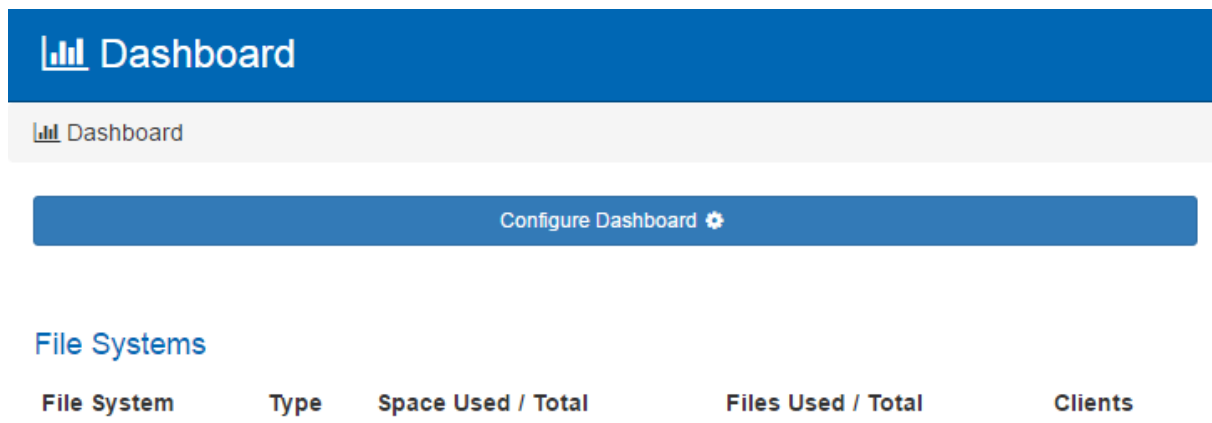 Dashboard
Dashboard
Configure Dashboard
File Systems
File System Type Space Used / Total Files Used / Total Clients